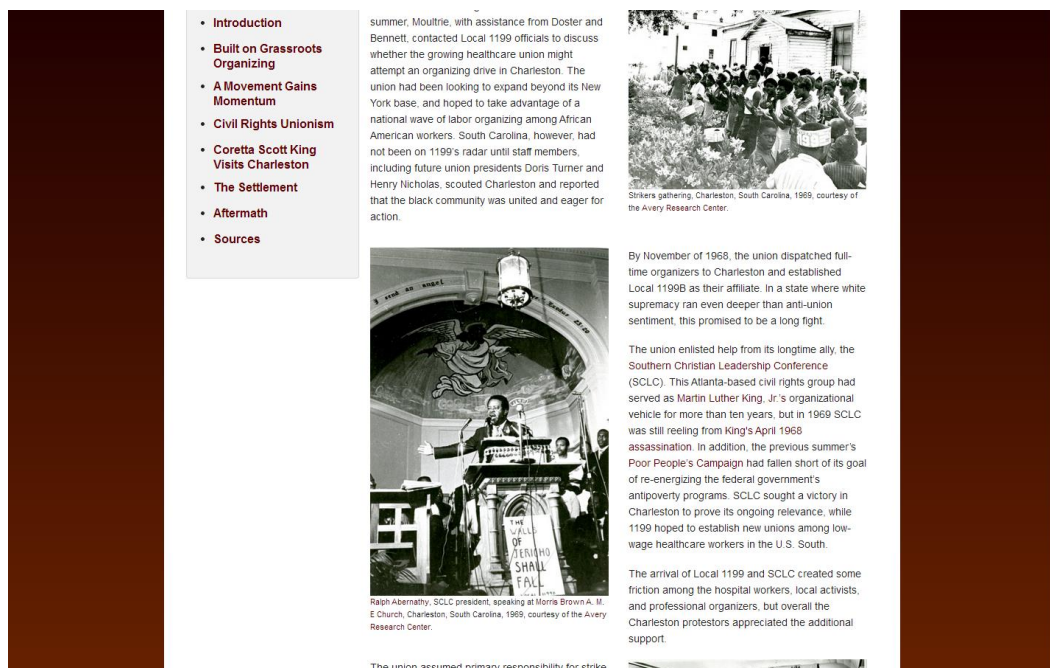 Introduction
Built on Grassroots
Organizing
A Movement Gains
Momentum
Civil Rights Unionism
Coretta Scott King
Visits Charleston
The Settlement
Aftermath
Sources
summer, Moultrie, with assistance from Doster and
Bennett, contacted Local 1199 officials to discuss
whether the growing healthcare union might
attempt an organizing drive in Charleston. The
union had been looking to expand beyond its New
York base, and hoped to take advantage of a
national wave of labor organizing among African
American workers. South Carolina, however, had
not been on 1199's radar until staff members,
including future union presidents Doris Turner and
Henry Nicholas, scouted Charleston and reported
that the black community was united and eager for
action.
I send an angel
Exodus 23:20
THE
WALLS
OF
JERICHO
SHALL
FALL
Ralph Abernathy, SCLC president, speaking at Morris Brown A. M.
E Church, Charleston, South Carolina, 1969, courtesy of the Avery
Research Center.
The union assumed primary responsibility for strike
Strikers gathering, Charleston, South Carolina, 1969, courtesy of
the Avery Research Center.
By November of 1968, the union dispatched full-
time organizers to Charleston and established
Local 1199B as their affiliate. In a state where white
supremacy ran even deeper than anti-union
sentiment, this promised to be a long fight.
The union enlisted help from its longtime ally, the
Southern Christian Leadership Conference
(SCLC). This Atlanta-based civil rights group had
served as Martin Luther King, Jr.'s organizational
vehicle for more than ten years, but in 1969 SCLC
was still reeling from King's April 1968
assassination. In addition, the previous summer's
Poor People's Campaign had fallen short of its goal
of re-energizing the federal government's
antipoverty programs. SCLC sought a victory in
Charleston to prove its ongoing relevance, while
1199 hoped to establish new unions among low-
wage healthcare workers in the U.S. South.
The arrival of Local 1199 and SCLC created some
friction among the hospital workers, local activists,
and professional organizers, but overall the
Charleston protestors appreciated the additional
support.